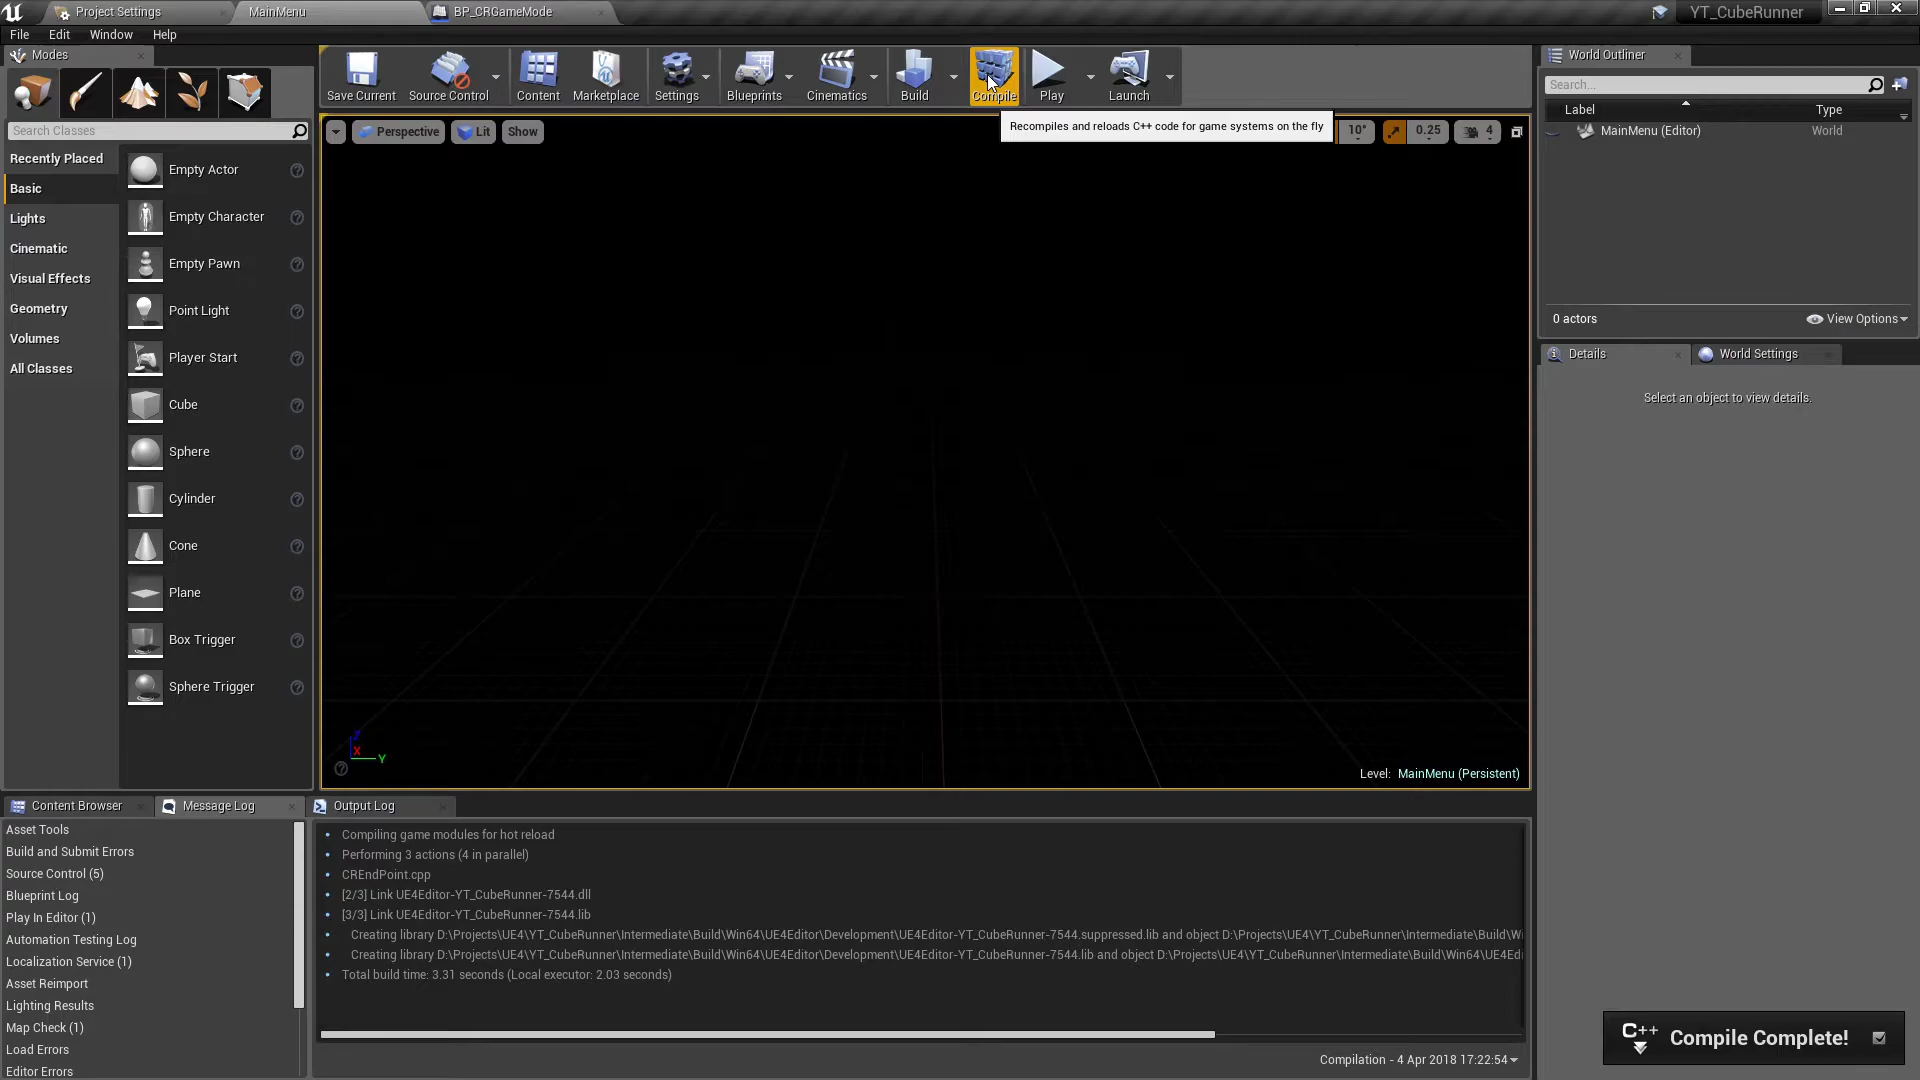 Project Settings
MainMenu
BP_CRGameMode
YT_CubeRunner
File Edit Window Help
Modes
Save Current
Source Control
Content
Marketplace
Settings
Blueprints
Cinematics
Build
Compile
Play
Launch
Recompiles and reloads C++ code for game systems on the fly
Search Classes
Recently Placed
Basic
Lights
Cinematic
Visual Effects
Geometry
Volumes
All Classes
Empty Actor
Empty Character
Empty Pawn
Point Light
Player Start
Cube
Sphere
Cylinder
Cone
Plane
Box Trigger
Sphere Trigger
Perspective
Lit
Show
10°
0.25
4
Z
X
Y
Level: MainMenu (Persistent)
World Outliner
Search...
Label
Type
MainMenu (Editor)
World
0 actors
View Options
Details
World Settings
Select an object to view details.
Content Browser
Message Log
Output Log
Asset Tools
Build and Submit Errors
Source Control (5)
Blueprint Log
Play In Editor (1)
Automation Testing Log
Localization Service (1)
Asset Reimport
Lighting Results
Map Check (1)
Load Errors
Editor Errors
Compiling game modules for hot reload
Performing 3 actions (4 in parallel)
CREndPoint.cpp
[2/3] Link UE4Editor-YT_CubeRunner-7544.dll
[3/3] Link UE4Editor-YT_CubeRunner-7544.lib
Creating library D:\Projects\UE4\YT_CubeRunner\Intermediate\Build\Win64\UE4Editor\Development\UE4Editor-YT_CubeRunner-7544.suppressed.lib and object D:\Projects\UE4\YT_CubeRunner\Intermediate\Build\Wi
Creating library D:\Projects\UE4\YT_CubeRunner\Intermediate\Build\Win64\UE4Editor\Development\UE4Editor-YT_CubeRunner-7544.lib and object D:\Projects\UE4\YT_CubeRunner\Intermediate\Build\Win64\UE4Edi
Total build time: 3.31 seconds (Local executor: 2.03 seconds)
Compilation - 4 Apr 2018 17:22:54
C++
Compile Complete!